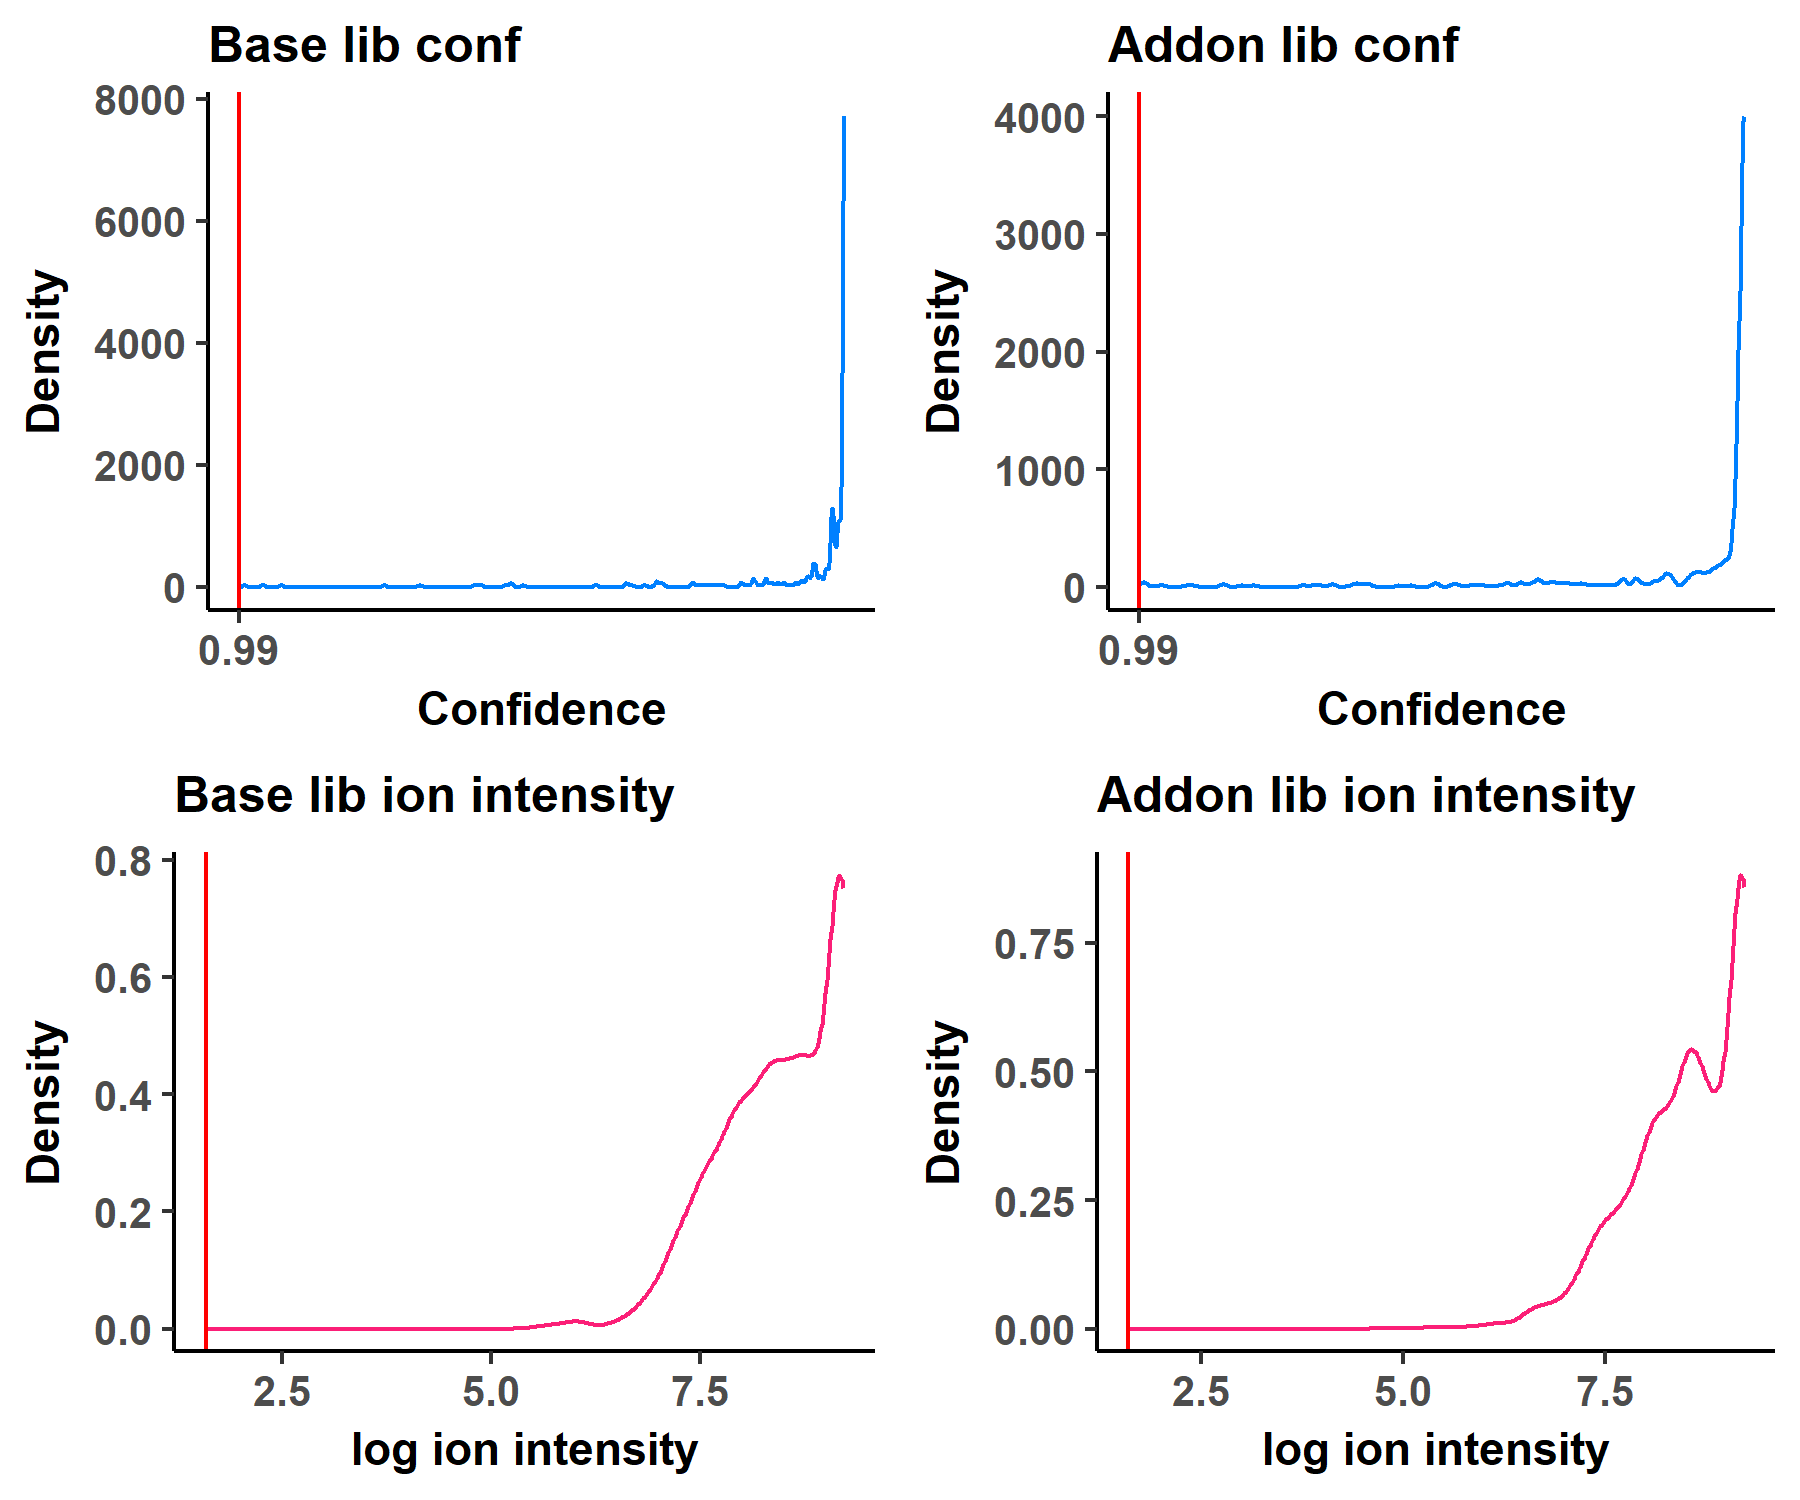 Base lib conf
Density
8000
6000
4000
2000
0
0.99
Confidence
Addon lib conf
Density
4000
3000
2000
1000
0
0.99
Confidence
Base lib ion intensity
Density
0.8
0.6
0.4
0.2
0.0
2.5 5.0 7.5
log ion intensity
Addon lib ion intensity
Density
0.75
0.50
0.25
0.00
2.5 5.0 7.5
log ion intensity